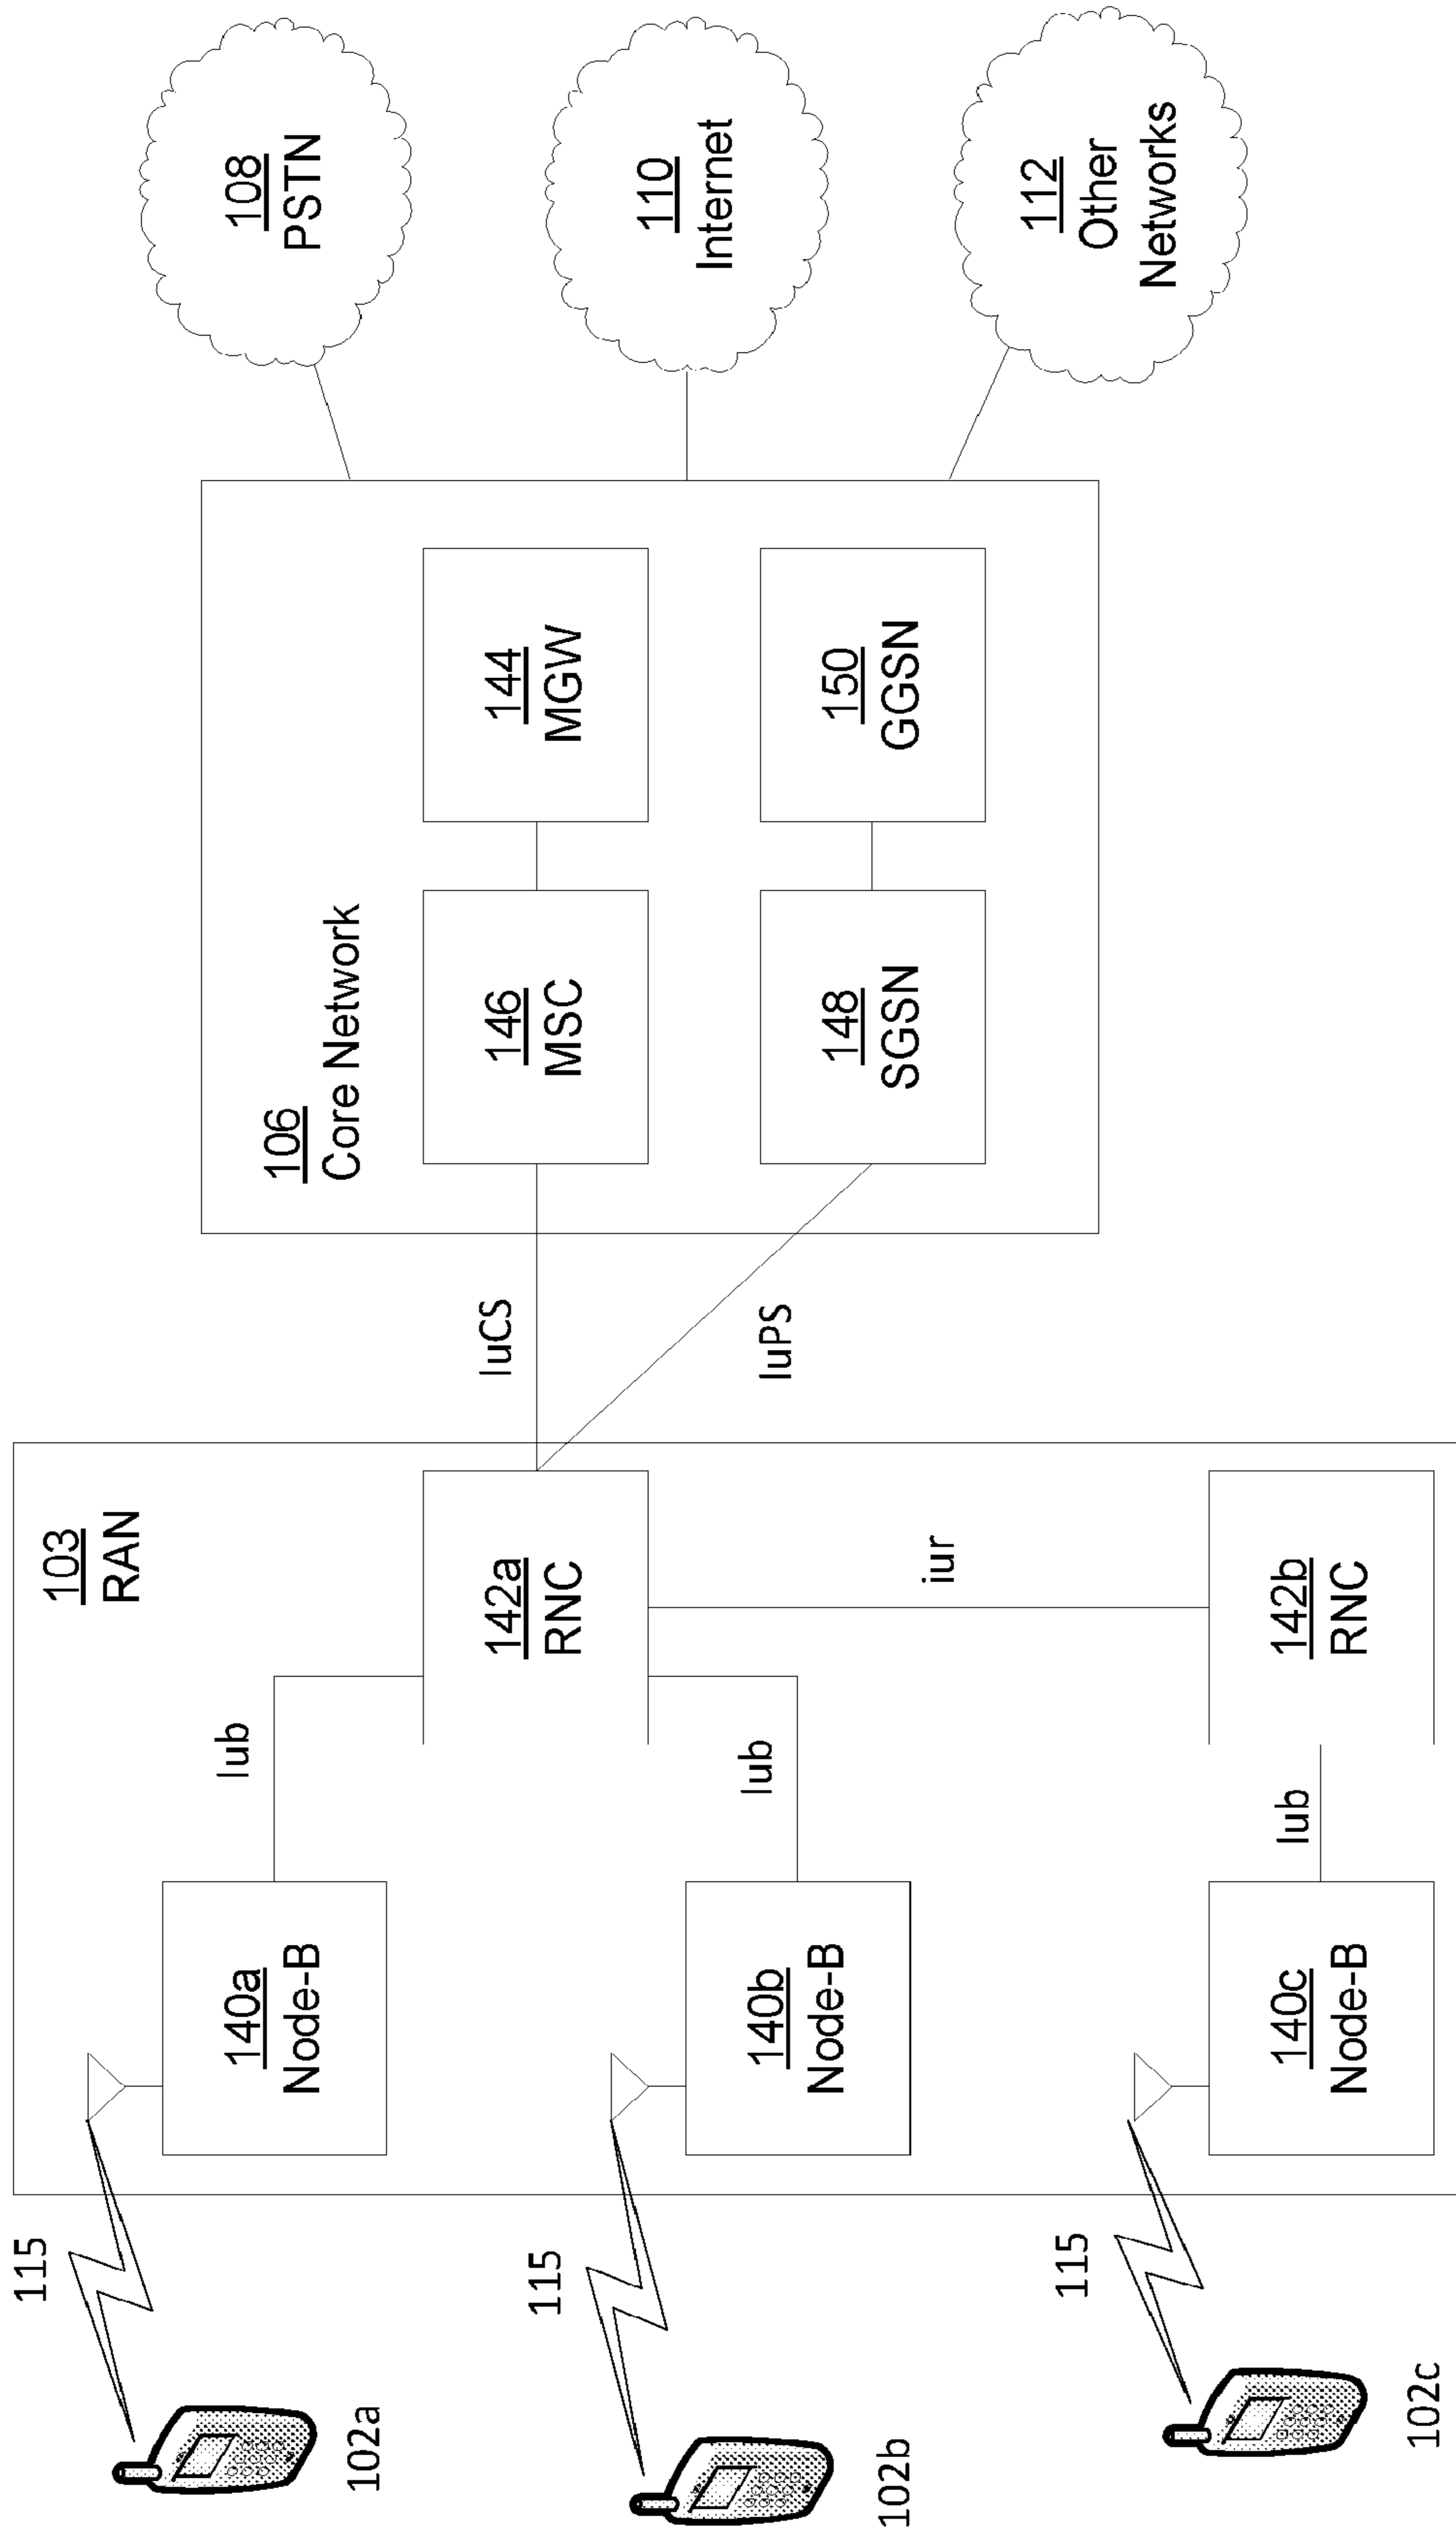 115
102a
115
102b
115
102c
103
RAN
140a
Node-B
Iub
140b
Node-B
Iub
140c
Node-B
Iub
142a
RNC
iur
142b
RNC
IuCS
IuPS
106
Core Network
146
MSC
144
MGW
148
SGSN
150
GGSN
108
PSTN
110
Internet
112
Other
Networks